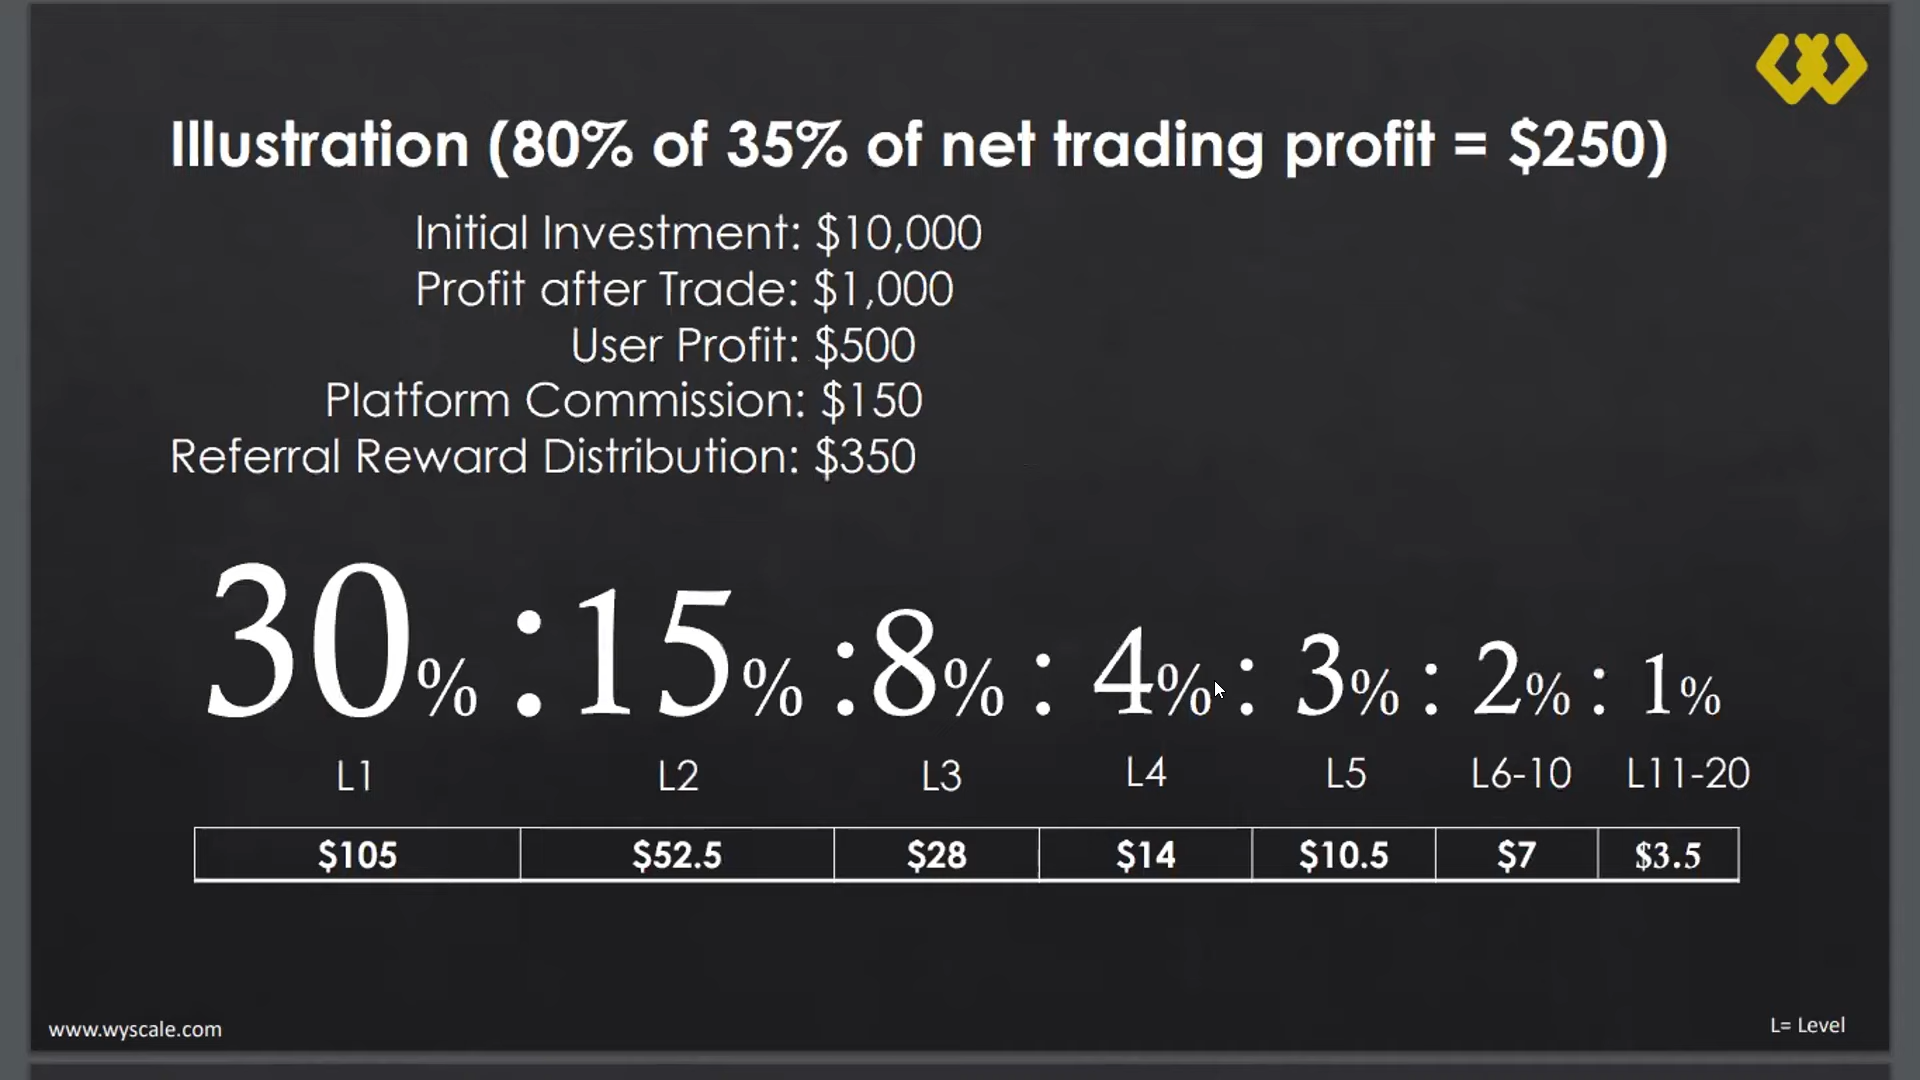 Illustration (80% of 35% of net trading profit = $250)
Initial Investment: $10,000
Profit after Trade: $1,000
User Profit: $500
Platform Commission: $150
Referral Reward Distribution: $350
30% : 15% : 8% : 4% : 3% : 2% : 1%
L1 L2 L3 L4 L5 L6-10 L11-20
$105 $52.5 $28 $14 $10.5 $7 $3.5
www.wyscale.com
L= Level